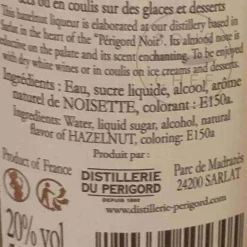 ou en coulis sur des glaces et desserts
This hazelnut liqueur is elaborated at our distillery based in
Sarlat in the heart of the "Périgord Noir". Its almond note is
on the palate and its scent enchanting. To be enjoyed
with dry white wines or in coulis on ice creams and desserts.
Ingrédients : Eau, sucre liquide, alcool, arôme
naturel de NOISETTE, colorant : E150a.
Ingredients: Water, liquid sugar, alcohol, natural
flavor of HAZELNUT, coloring: E150a
Produit par :
Product of France
DISTILLERIE
DU PERIGORD
DEPUIS
Parc de Madrazès
24200 SARLAT
www.distillerie-perigord.com
20% vol